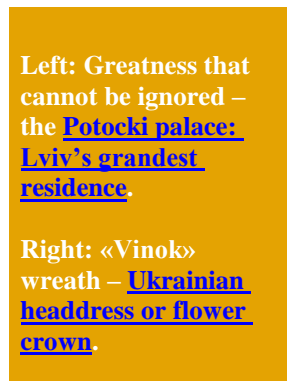 Left: Greatness that
cannot be ignored –
the Potocki palace:
Lviv’s grandest
residence.
Right: «Vinok»
wreath – Ukrainian
headdress or flower
crown.